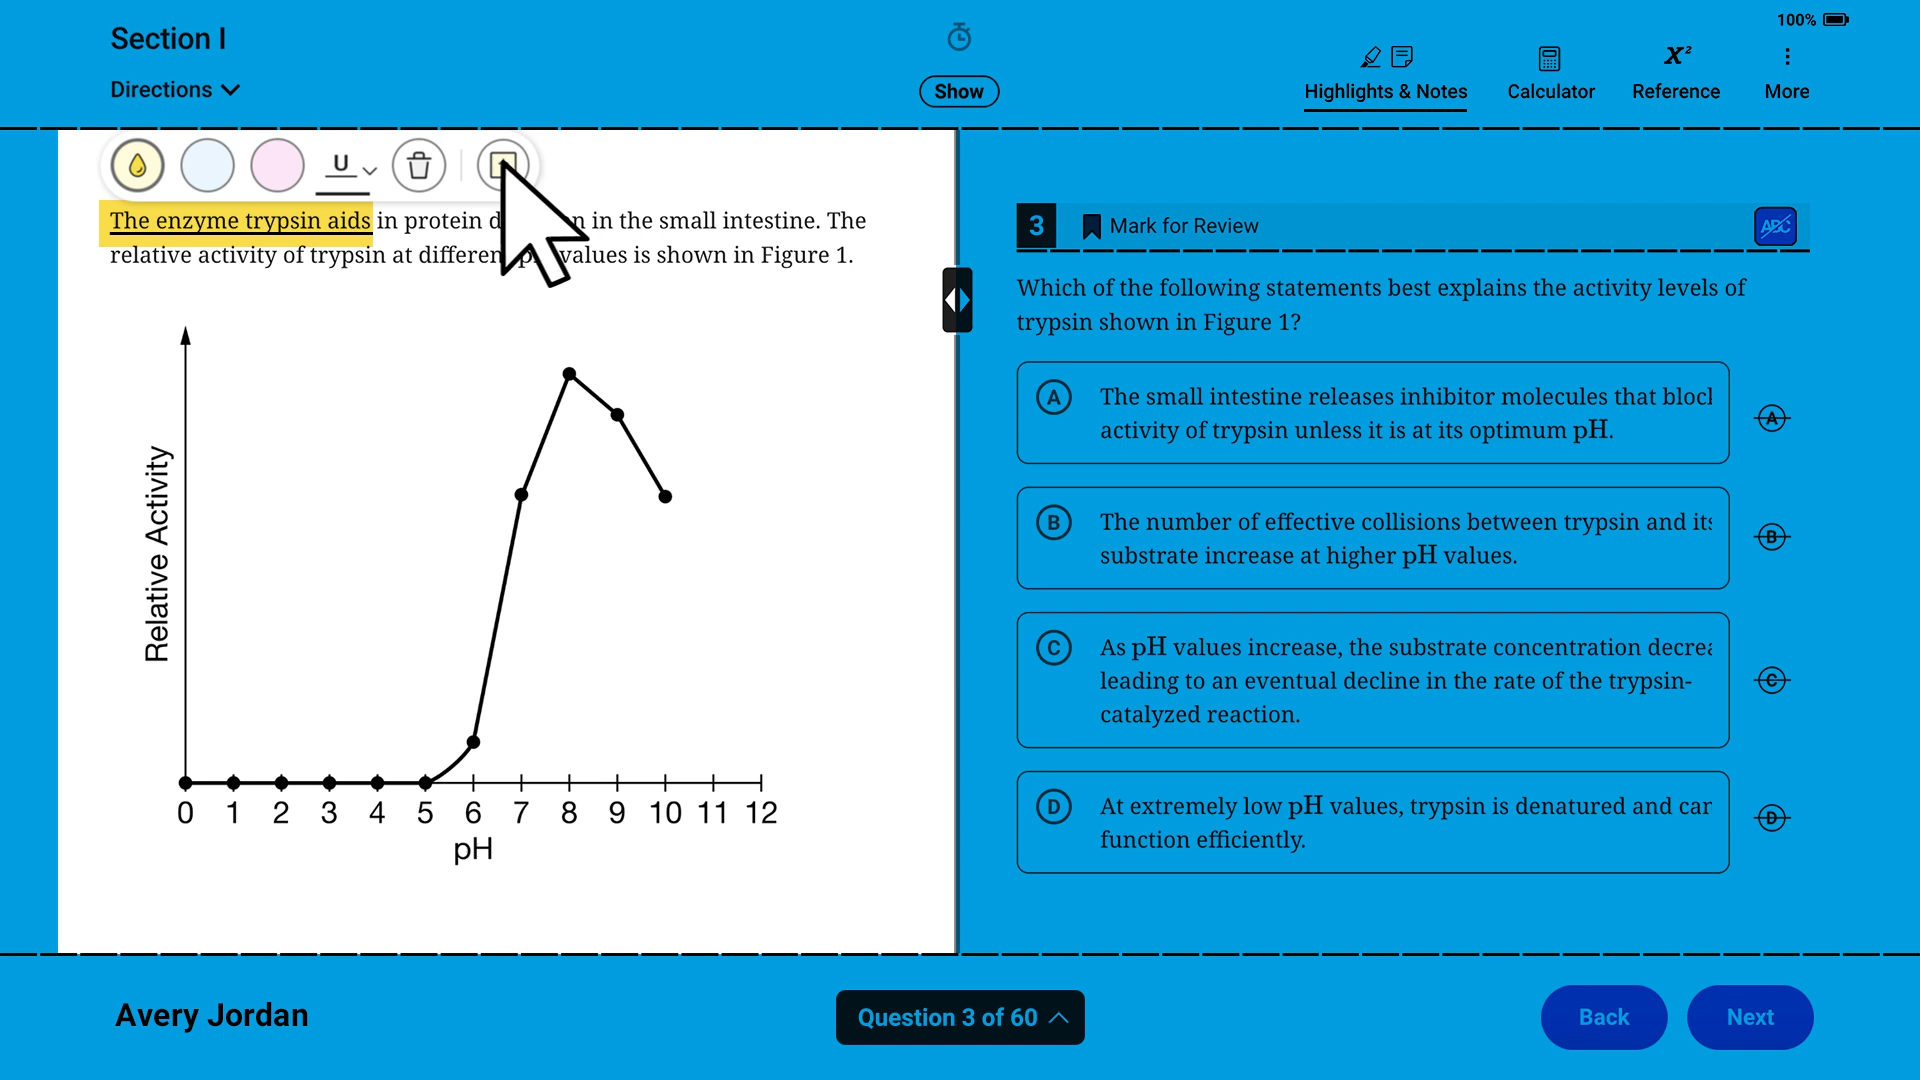 Section I
Directions
Show
100%
Highlights & Notes
Calculator
X²
Reference
More
U
The enzyme trypsin aids in protein in the small intestine. The
relative activity of trypsin at different values is shown in Figure 1.
Relative Activity
0 1 2 3 4 5 6 7 8 9 10 11 12
pH
3
Mark for Review
ABC
Which of the following statements best explains the activity levels of
trypsin shown in Figure 1?
A
The small intestine releases inhibitor molecules that block
activity of trypsin unless it is at its optimum pH.
A
B
The number of effective collisions between trypsin and its
substrate increase at higher pH values.
B
C
As pH values increase, the substrate concentration
leading to an eventual decline in the rate of the trypsin-
catalyzed reaction.
C
D
At extremely low pH values, trypsin is denatured and
function efficiently.
D
Avery Jordan
Question 3 of 60
Back
Next